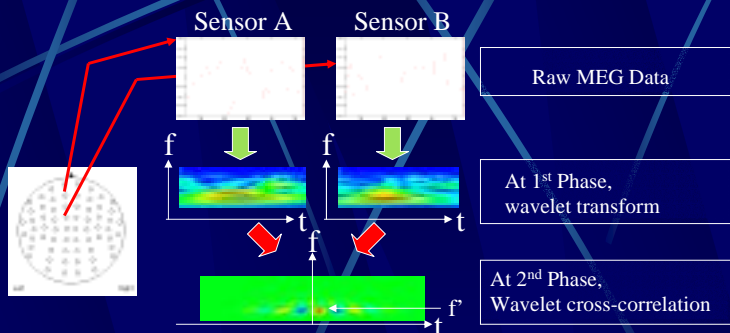 Sensor A
Sensor B
Raw MEG Data
f
f
t
t
At 1st Phase,
wavelet transform
f
f'
t
At 2nd Phase,
Wavelet cross-correlation